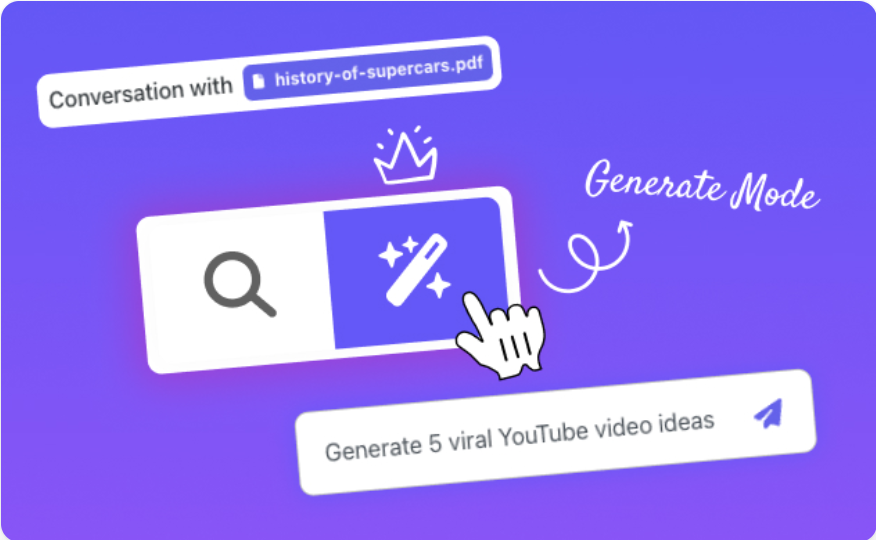 Conversation with history-of-supercars.pdf
Generate Mode
Generate 5 viral YouTube video ideas